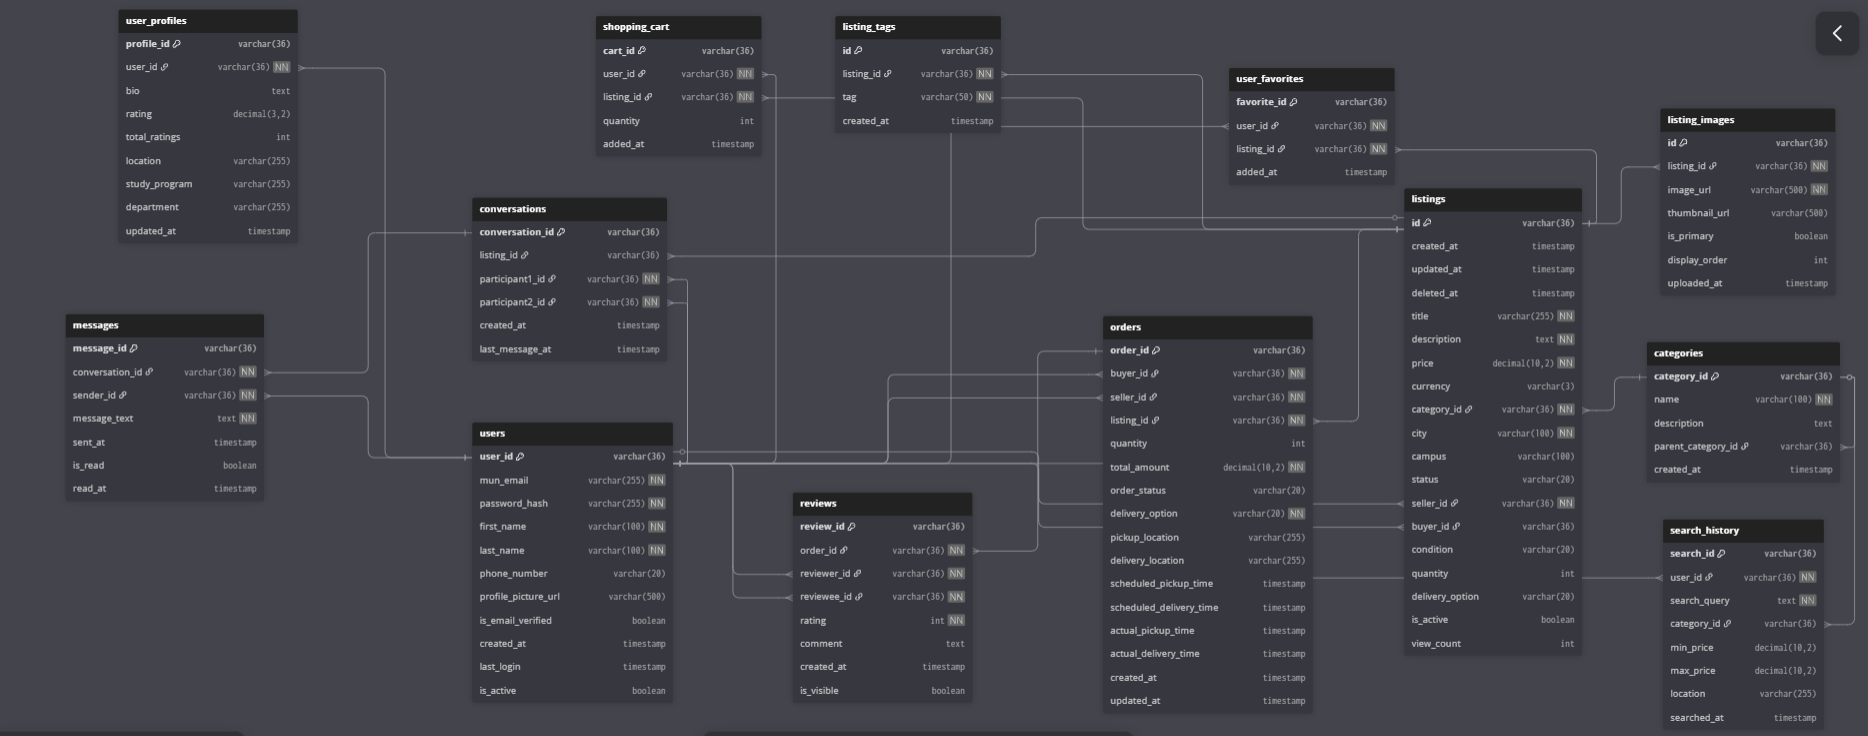 user_profiles
profile_id varchar(36)
user_id varchar(36) NN
bio text
rating decimal(3,2)
total_ratings int
location varchar(255)
study_program varchar(255)
department varchar(255)
updated_at timestamp
shopping_cart
cart_id varchar(36)
user_id varchar(36) NN
listing_id varchar(36) NN
quantity int
added_at timestamp
listing_tags
id varchar(36)
listing_id varchar(36) NN
tag varchar(50) NN
created_at timestamp
user_favorites
favorite_id varchar(36)
user_id varchar(36) NN
listing_id varchar(36) NN
added_at timestamp
listing_images
id varchar(36)
listing_id varchar(36) NN
image_url varchar(500) NN
thumbnail_url varchar(500)
is_primary boolean
display_order int
uploaded_at timestamp
conversations
conversation_id varchar(36)
listing_id varchar(36)
participant1_id varchar(36) NN
participant2_id varchar(36) NN
created_at timestamp
last_message_at timestamp
listings
id varchar(36)
created_at timestamp
updated_at timestamp
deleted_at timestamp
title varchar(255) NN
description text NN
price decimal(10,2) NN
currency varchar(3)
category_id varchar(36) NN
city varchar(100) NN
campus varchar(100)
status varchar(20)
seller_id varchar(36) NN
buyer_id varchar(36)
condition varchar(20)
quantity int
delivery_option varchar(20)
is_active boolean
view_count int
messages
message_id varchar(36)
conversation_id varchar(36) NN
sender_id varchar(36) NN
message_text text NN
sent_at timestamp
is_read boolean
read_at timestamp
orders
order_id varchar(36)
buyer_id varchar(36) NN
seller_id varchar(36) NN
listing_id varchar(36) NN
quantity int
total_amount decimal(10,2) NN
order_status varchar(20)
delivery_option varchar(20) NN
pickup_location varchar(255)
delivery_location varchar(255)
scheduled_pickup_time timestamp
scheduled_delivery_time timestamp
actual_pickup_time timestamp
actual_delivery_time timestamp
created_at timestamp
updated_at timestamp
categories
category_id varchar(36)
name varchar(100) NN
description text
parent_category_id varchar(36)
created_at timestamp
users
user_id varchar(36)
mun_email varchar(255) NN
password_hash varchar(255) NN
first_name varchar(100) NN
last_name varchar(100) NN
phone_number varchar(20)
profile_picture_url varchar(500)
is_email_verified boolean
created_at timestamp
last_login timestamp
is_active boolean
reviews
review_id varchar(36)
order_id varchar(36) NN
reviewer_id varchar(36) NN
reviewee_id varchar(36) NN
rating int NN
comment text
created_at timestamp
is_visible boolean
search_history
search_id varchar(36)
user_id varchar(36) NN
search_query text NN
category_id varchar(36)
min_price decimal(10,2)
max_price decimal(10,2)
location varchar(255)
searched_at timestamp